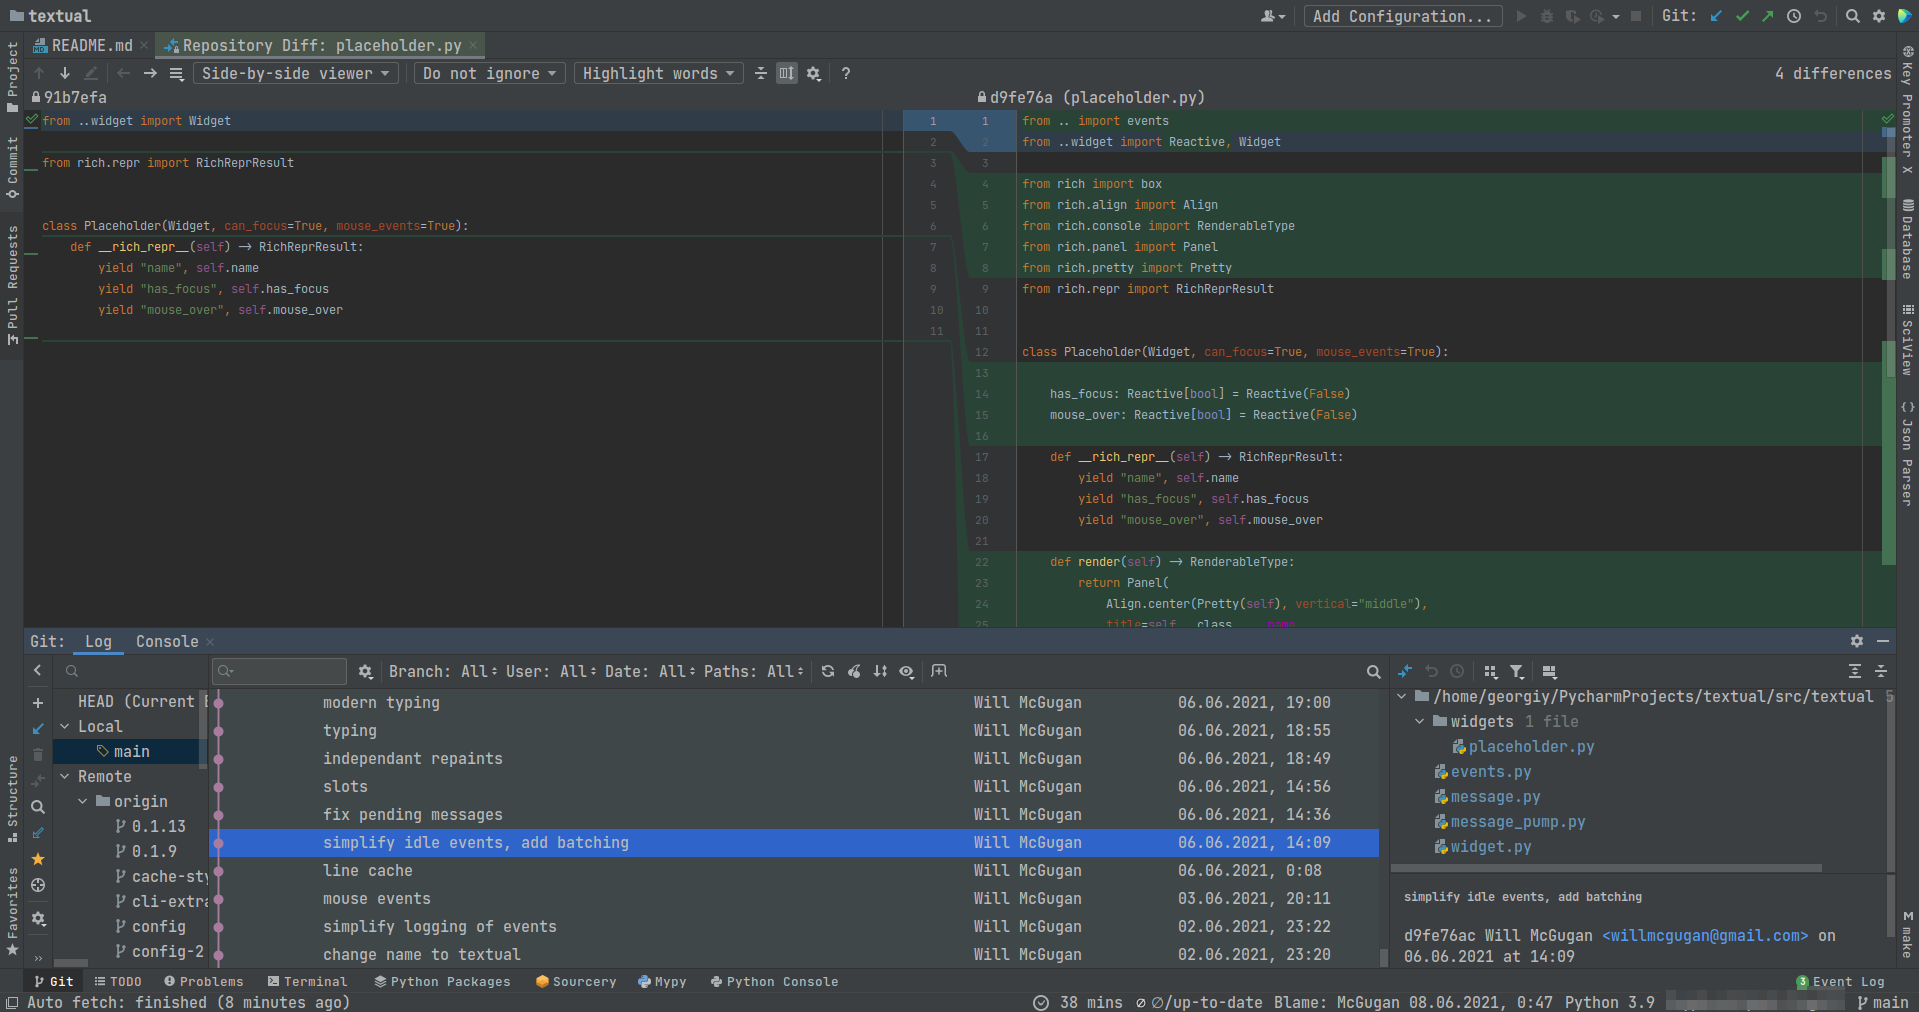 textual
Add Configuration...
Git:
README.md
Repository Diff: placeholder.py
Side-by-side viewer
Do not ignore
Highlight words
?
4 differences
91b7efa
d9fe76a (placeholder.py)
from ..widget import Widget
from rich.repr import RichReprResult
class Placeholder(Widget, can_focus=True, mouse_events=True):
def __rich_repr__(self) -> RichReprResult:
yield "name", self.name
yield "has_focus", self.has_focus
yield "mouse_over", self.mouse_over
1
2
3
4
5
6
7
8
9
10
11
1 from .. import events
2 from ..widget import Reactive, Widget
3
4 from rich import box
5 from rich.align import Align
6 from rich.console import RenderableType
7 from rich.panel import Panel
8 from rich.pretty import Pretty
9 from rich.repr import RichReprResult
10
11
12 class Placeholder(Widget, can_focus=True, mouse_events=True):
13
14 has_focus: Reactive[bool] = Reactive(False)
15 mouse_over: Reactive[bool] = Reactive(False)
16
17 def __rich_repr__(self) -> RichReprResult:
18 yield "name", self.name
19 yield "has_focus", self.has_focus
20 yield "mouse_over", self.mouse_over
21
22 def render(self) -> RenderableType:
23 return Panel(
24 Align.center(Pretty(self), vertical="middle"),
25 title=self.__class__.__name__
Project
Commit
Pull Requests
Structure
Favorites
Key Promoter X
Database
SciView
Json Parser
make
Git: Log Console
Branch: All User: All Date: All Paths: All
HEAD (Current
Local
main
Remote
origin
0.1.13
0.1.9
cache-sty
cli-extra
config
config-2
modern typing Will McGugan 06.06.2021, 19:00
typing Will McGugan 06.06.2021, 18:55
independant repaints Will McGugan 06.06.2021, 18:49
slots Will McGugan 06.06.2021, 14:56
fix pending messages Will McGugan 06.06.2021, 14:36
simplify idle events, add batching Will McGugan 06.06.2021, 14:09
line cache Will McGugan 06.06.2021, 0:08
mouse events Will McGugan 03.06.2021, 20:11
simplify logging of events Will McGugan 02.06.2021, 23:22
change name to textual Will McGugan 02.06.2021, 23:20
/home/georgiy/PycharmProjects/textual/src/textual 5
widgets 1 file
placeholder.py
events.py
message.py
message_pump.py
widget.py
simplify idle events, add batching
d9fe76ac Will McGugan <willmcgugan@gmail.com> on
06.06.2021 at 14:09
Git TODO Problems Terminal Python Packages Sourcery Mypy Python Console 3 Event Log
Auto fetch: finished (8 minutes ago) 38 mins ∅/up-to-date Blame: McGugan 08.06.2021, 0:47 Python 3.9 main